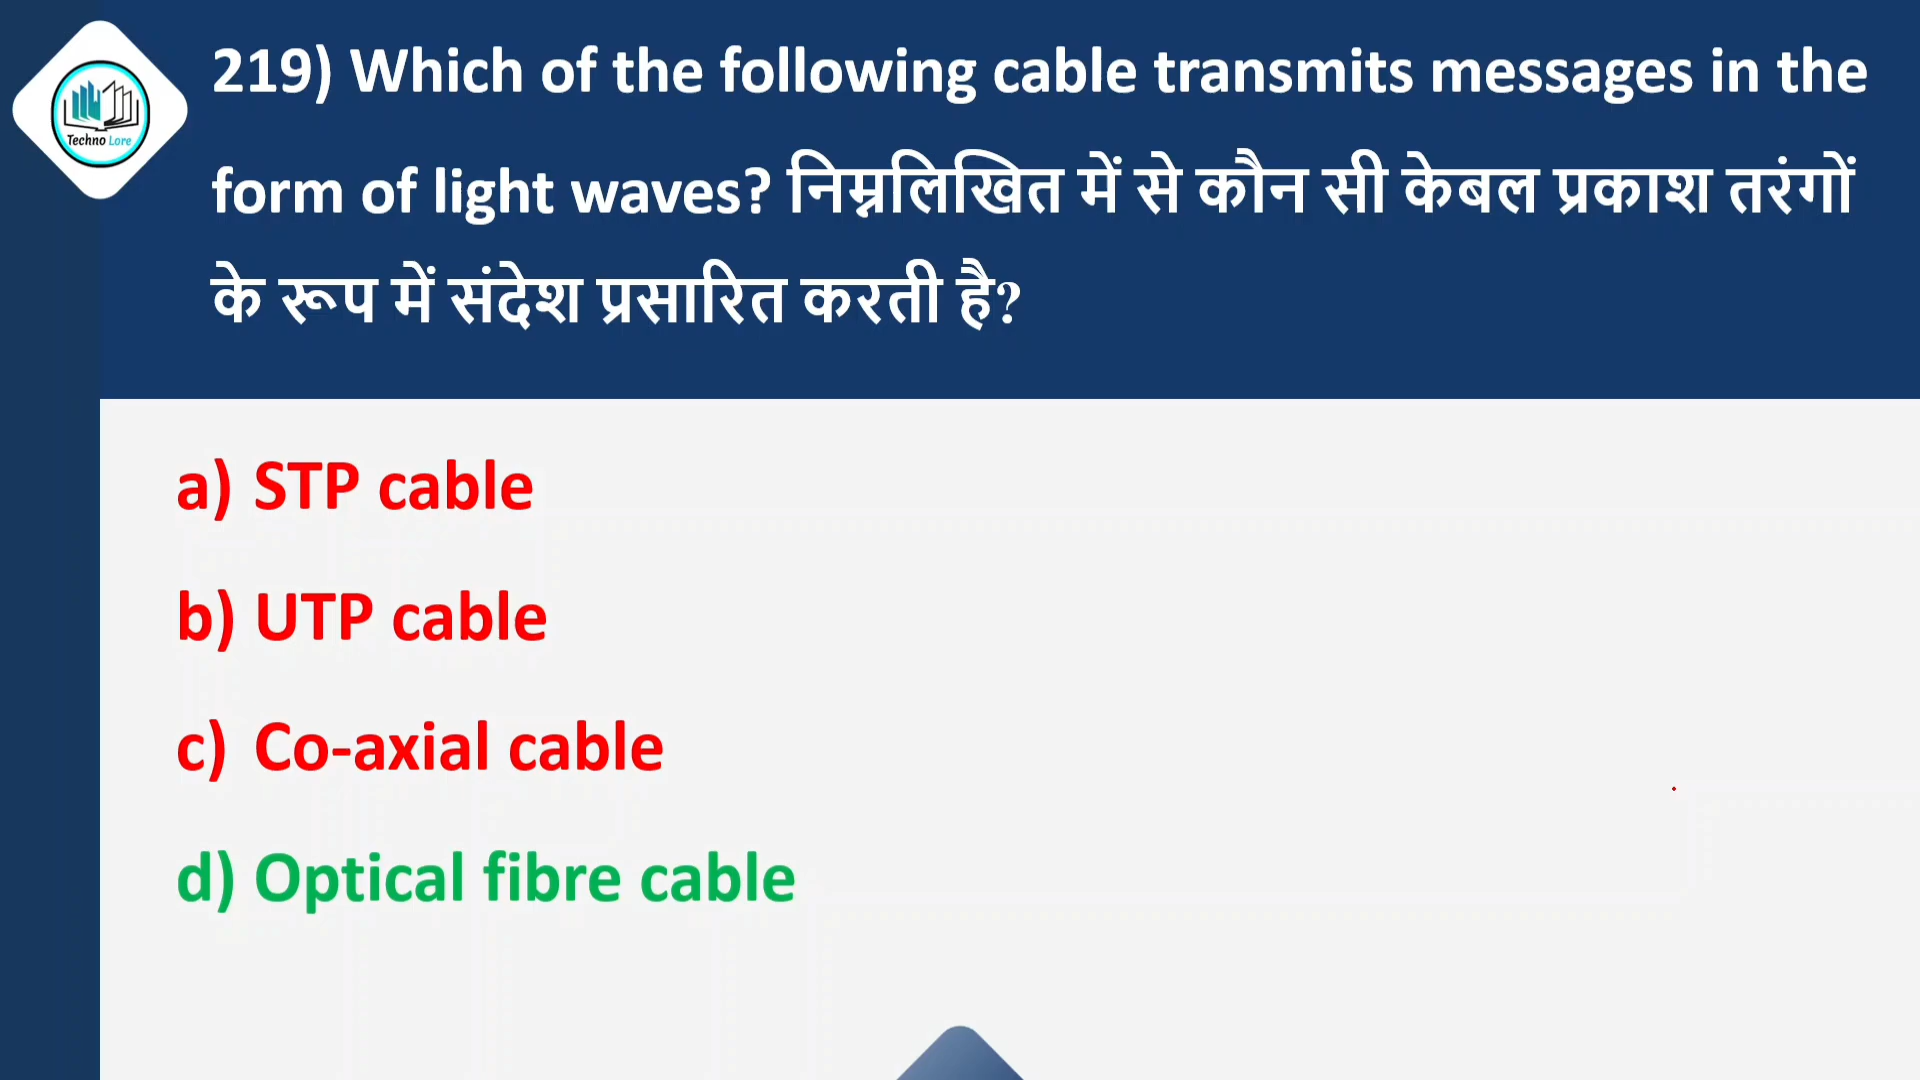 Techno Lore
219) Which of the following cable transmits messages in the
form of light waves? निम्नलिखित में से कौन सी केबल प्रकाश तरंगों
के रूप में संदेश प्रसारित करती है?
a) STP cable
b) UTP cable
c) Co-axial cable
d) Optical fibre cable